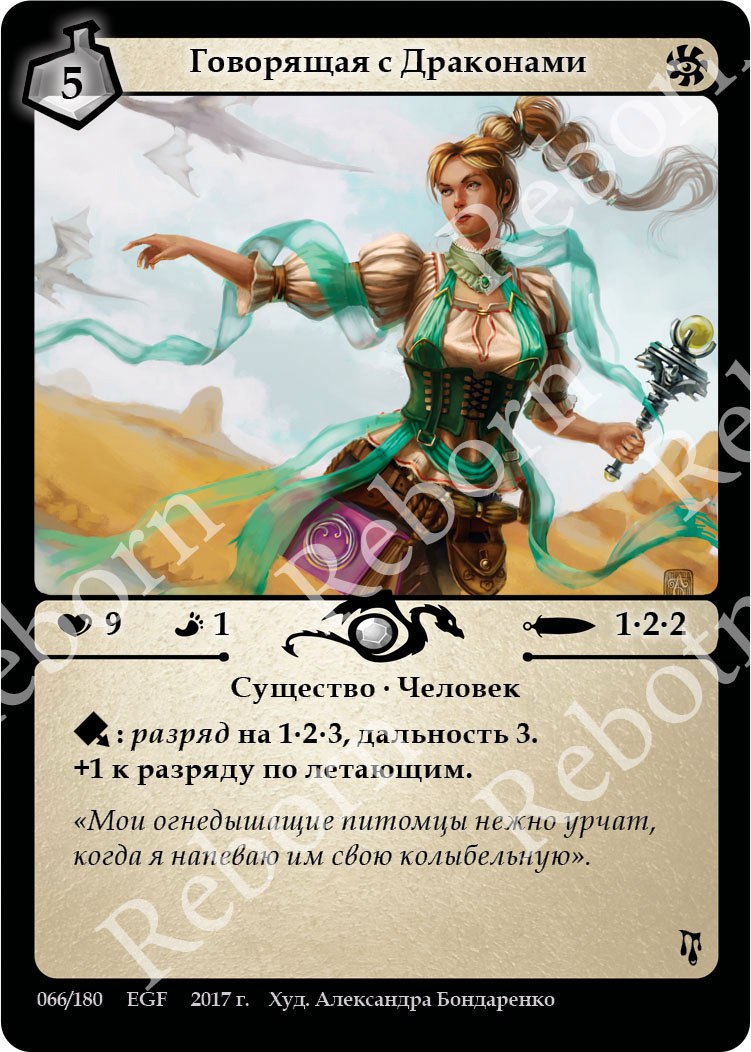 5
Говорящая с Драконами
9
1
1·2·2
Существо · Человек
: разряд на 1·2·3, дальность 3.
+1 к разряду по летающим.
«Мои огнедышащие питомцы нежно урчат,
когда я напеваю им свою колыбельную».
066/180 EGF 2017 г. Худ. Александра Бондаренко
Reborn
Reborn
Reborn
Reborn
Reborn
Rebotn